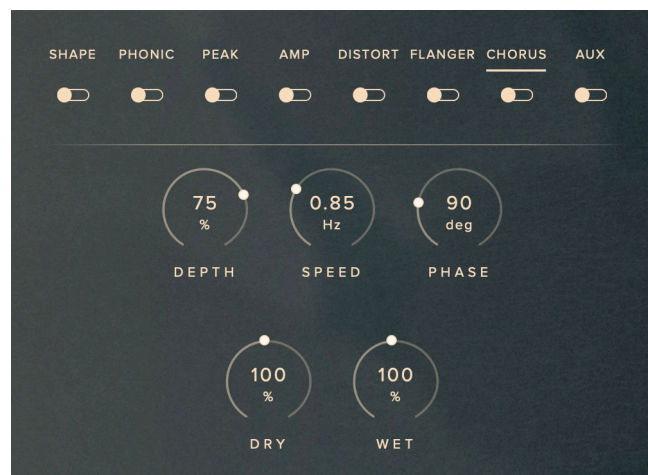 SHAPE PHONIC PEAK AMP DISTORT FLANGER CHORUS AUX
75 0.85 90
% Hz deg
DEPTH SPEED PHASE
100 100
% %
DRY WET